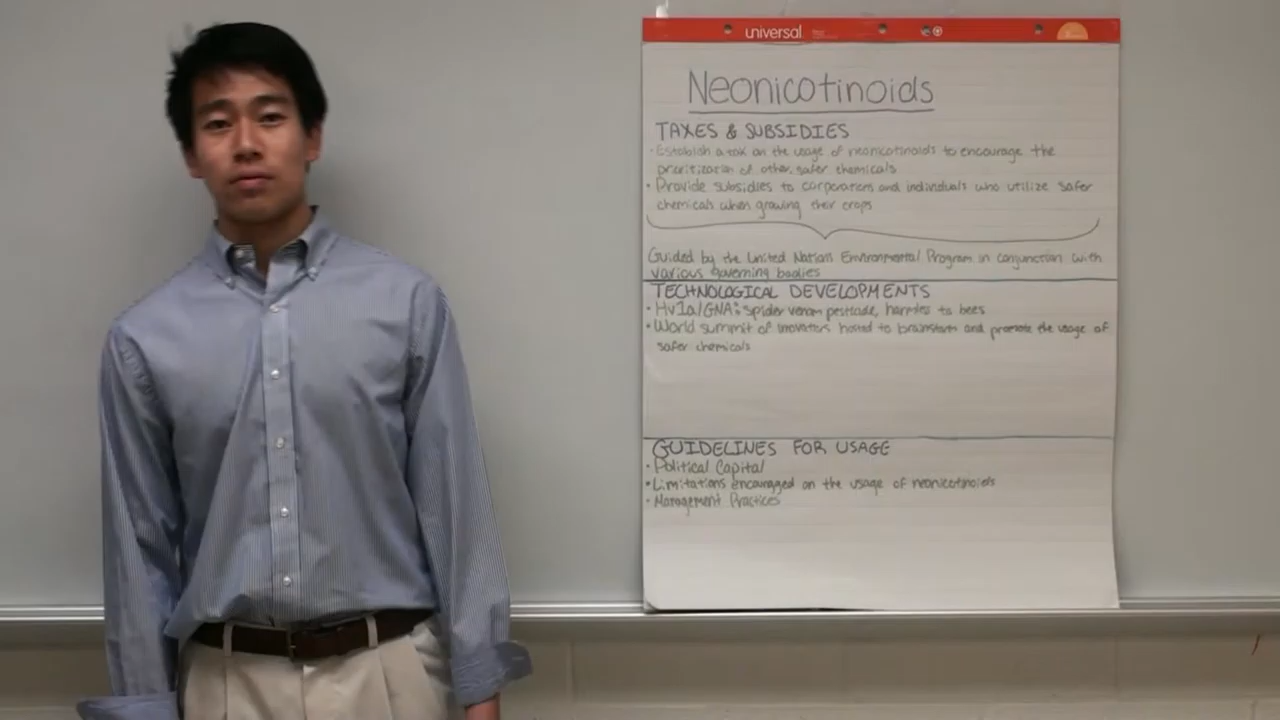 universal
Neonicotinoids
TAXES & SUBSIDIES
• Establish a tax on the usage of neonicotinoids to encourage the
prioritization of other, safer chemicals
• Provide subsidies to corporations and individuals who utilize safer
chemicals when growing their crops
Guided by the United Nations Environmental Program in conjunction with
various governing bodies
TECHNOLOGICAL DEVELOPMENTS
• Hv1a/GNA: spider venom pesticide, harmless to bees
• World summit of innovators hosted to brainstorm and promote the usage of
safer chemicals
GUIDELINES FOR USAGE
• Political Capital
• Limitations encouraged on the usage of neonicotinoids
• Management Practices